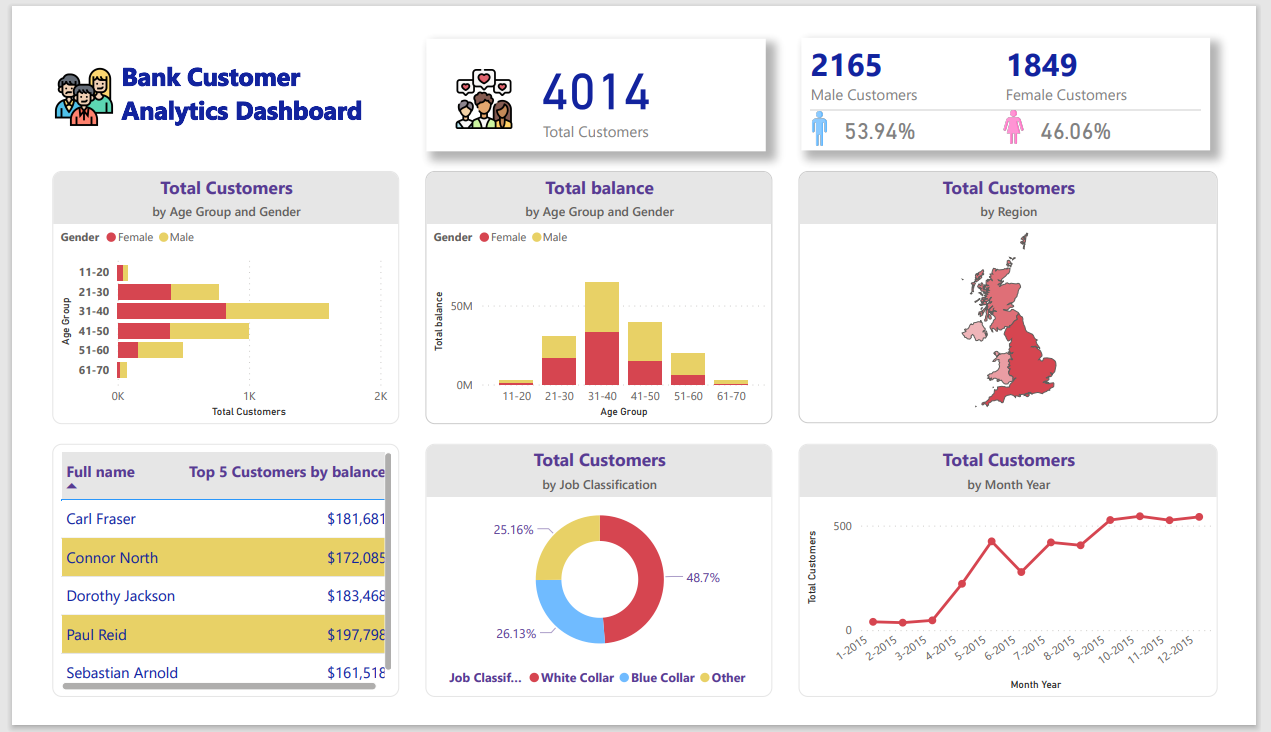 Bank Customer
Analytics Dashboard
4014
Total Customers
2165
Male Customers
53.94%
1849
Female Customers
46.06%
Total Customers
by Age Group and Gender
Gender Female Male
Age Group
11-20
21-30
31-40
41-50
51-60
61-70
0K 1K 2K
Total Customers
Total balance
by Age Group and Gender
Gender Female Male
Total balance
50M
0M
11-20 21-30 31-40 41-50 51-60 61-70
Age Group
Total Customers
by Region
Full name Top 5 Customers by balance
Carl Fraser $181,681
Connor North $172,085
Dorothy Jackson $183,468
Paul Reid $197,798
Sebastian Arnold $161,518
Total Customers
by Job Classification
25.16%
48.7%
26.13%
Job Classif... White Collar Blue Collar Other
Total Customers
by Month Year
Total Customers
500
0
1-2015 2-2015 3-2015 4-2015 5-2015 6-2015 7-2015 8-2015 9-2015 10-2015 11-2015 12-2015
Month Year